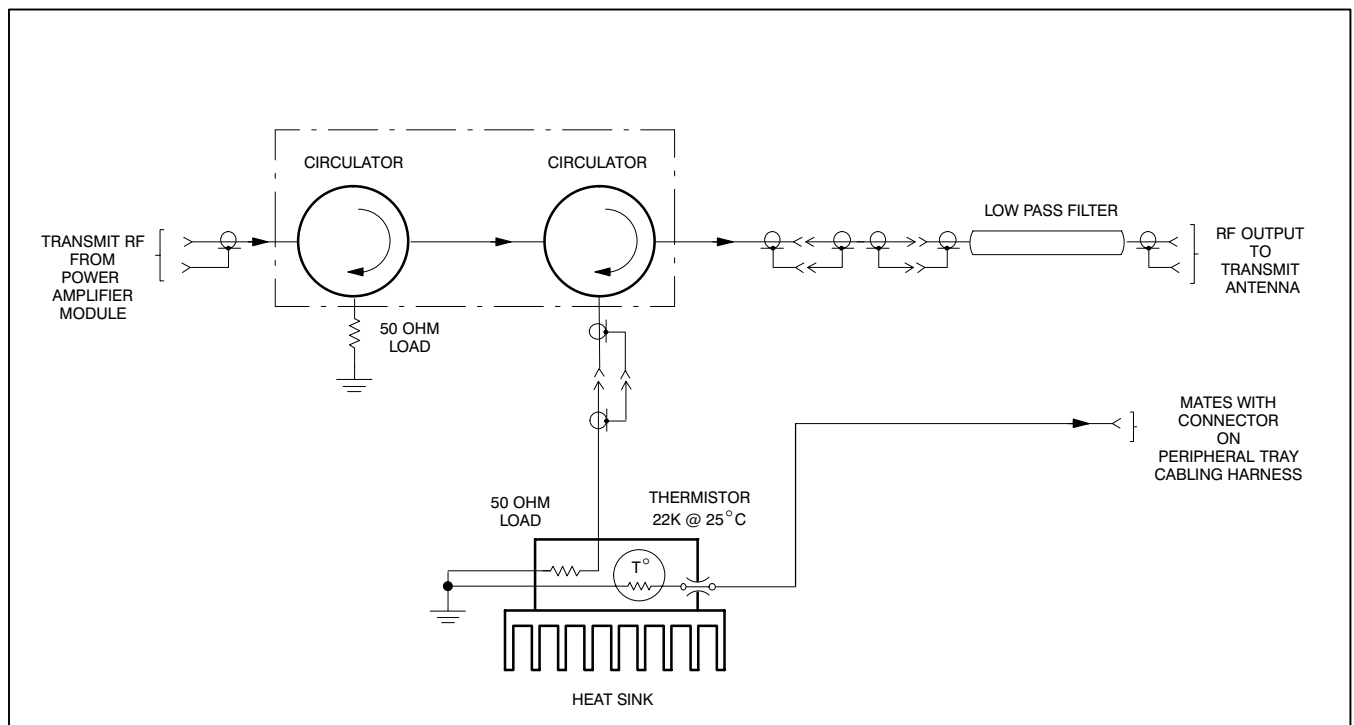 CIRCULATOR
CIRCULATOR
TRANSMIT RF
FROM
POWER
AMPLIFIER
MODULE
50 OHM
LOAD
LOW PASS FILTER
RF OUTPUT
TO
TRANSMIT
ANTENNA
MATES WITH
CONNECTOR
ON
PERIPHERAL TRAY
CABLING HARNESS
50 OHM
LOAD
THERMISTOR
22K @ 25°C
T°
HEAT SINK